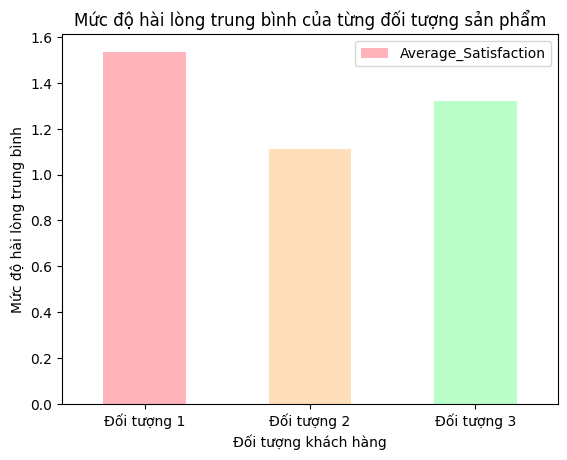 Mức độ hài lòng trung bình của từng đối tượng sản phẩm
Average_Satisfaction
Mức độ hài lòng trung bình
1.6
1.4
1.2
1.0
0.8
0.6
0.4
0.2
0.0
Đối tượng 1
Đối tượng 2
Đối tượng 3
Đối tượng khách hàng